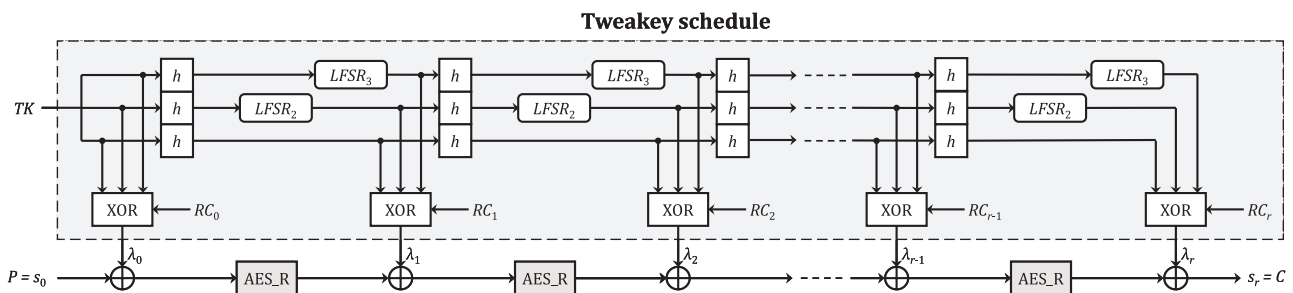 Tweakey schedule
h LFSR₃ h LFSR₃ h h LFSR₃
TK h LFSR₂ h LFSR₂ h h LFSR₂
h h h h
XOR RC₀ XOR RC₁ XOR RC₂ XOR RCᵣ₋₁ XOR RCᵣ
λ₀ λ₁ λ₂ λᵣ₋₁ λᵣ
P = s₀ AES_R AES_R AES_R sᵣ = C